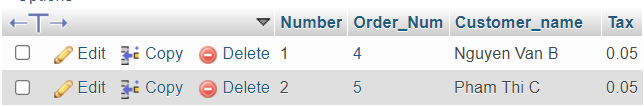 Number Order_Num Customer_name Tax
Edit Copy Delete 1 4 Nguyen Van B 0.05
Edit Copy Delete 2 5 Pham Thi C 0.05